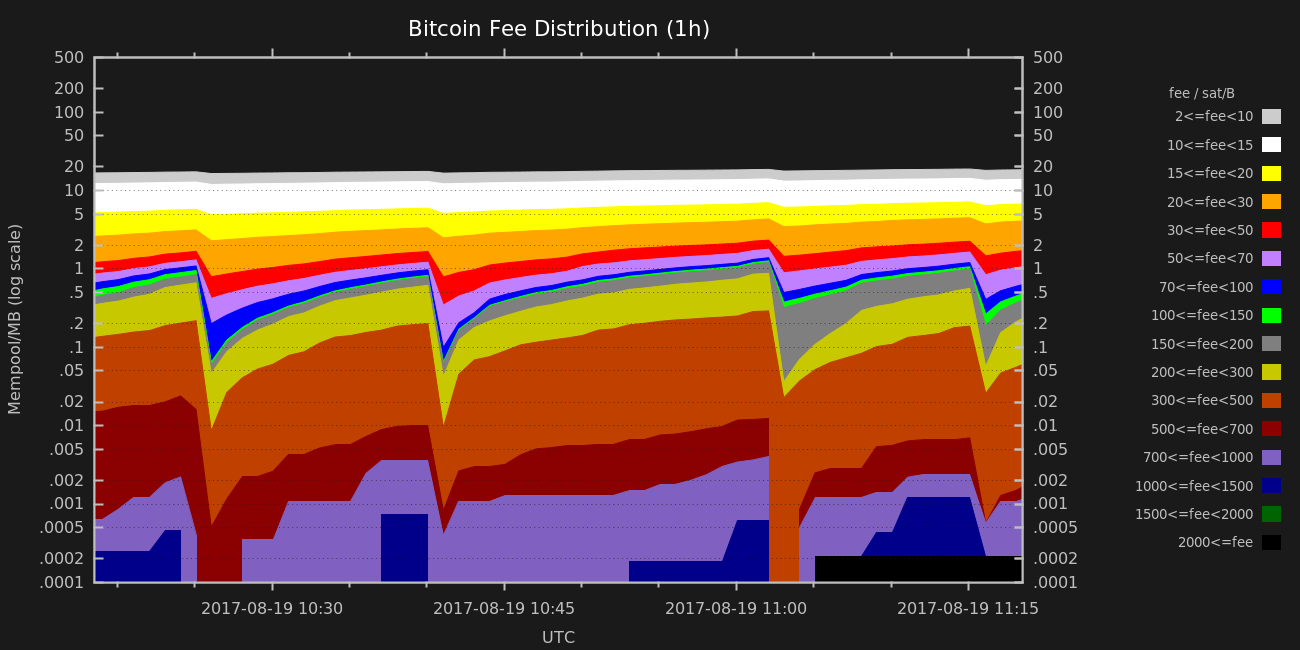 Bitcoin Fee Distribution (1h)
500 500
200 200
100 100
50 50
20 20
10 10
5 5
2 2
1 1
.5 .5
.2 .2
.1 .1
.05 .05
.02 .02
.01 .01
.005 .005
.002 .002
.001 .001
.0005 .0005
.0002 .0002
.0001 .0001
Mempool/MB (log scale)
2017-08-19 10:30 2017-08-19 10:45 2017-08-19 11:00 2017-08-19 11:15
UTC
fee / sat/B
2<=fee<10
10<=fee<15
15<=fee<20
20<=fee<30
30<=fee<50
50<=fee<70
70<=fee<100
100<=fee<150
150<=fee<200
200<=fee<300
300<=fee<500
500<=fee<700
700<=fee<1000
1000<=fee<1500
1500<=fee<2000
2000<=fee